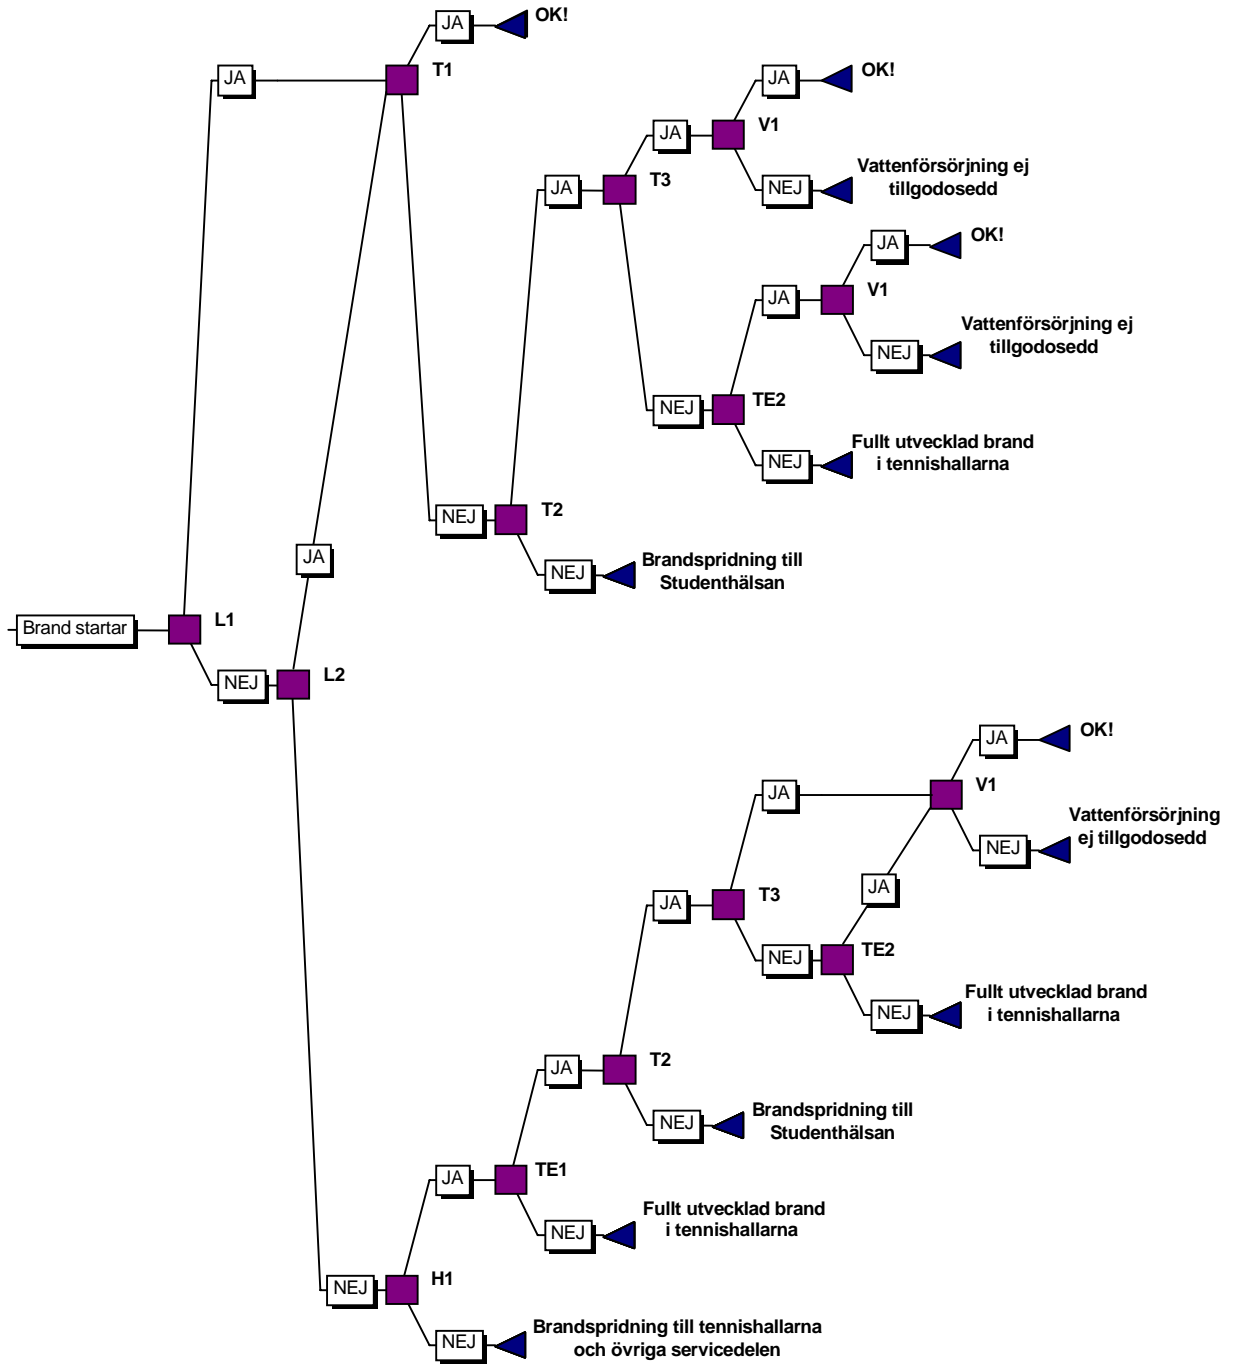 JA
OK!
T1
JA
JA
OK!
V1
JA
NEJ
Vattenförsörjning ej
tillgodosedd
T3
JA
JA
OK!
V1
JA
NEJ
Vattenförsörjning ej
tillgodosedd
TE2
NEJ
NEJ
Fullt utvecklad brand
i tennishallarna
T2
NEJ
NEJ
Brandspridning till
Studenthälsan
JA
Brand startar
L1
L2
NEJ
JA
OK!
V1
JA
NEJ
Vattenförsörjning
ej tillgodosedd
JA
T3
JA
TE2
NEJ
NEJ
Fullt utvecklad brand
i tennishallarna
T2
JA
NEJ
Brandspridning till
Studenthälsan
TE1
JA
NEJ
Fullt utvecklad brand
i tennishallarna
H1
NEJ
NEJ
Brandspridning till tennishallarna
och övriga servicedelen